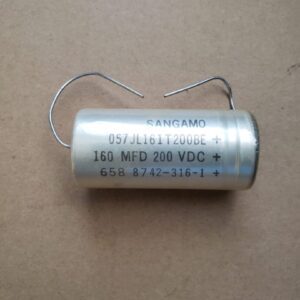 SANGAMO
057JL161T200BE +
160 MFD 200 VDC +
658 8742-316-1 +